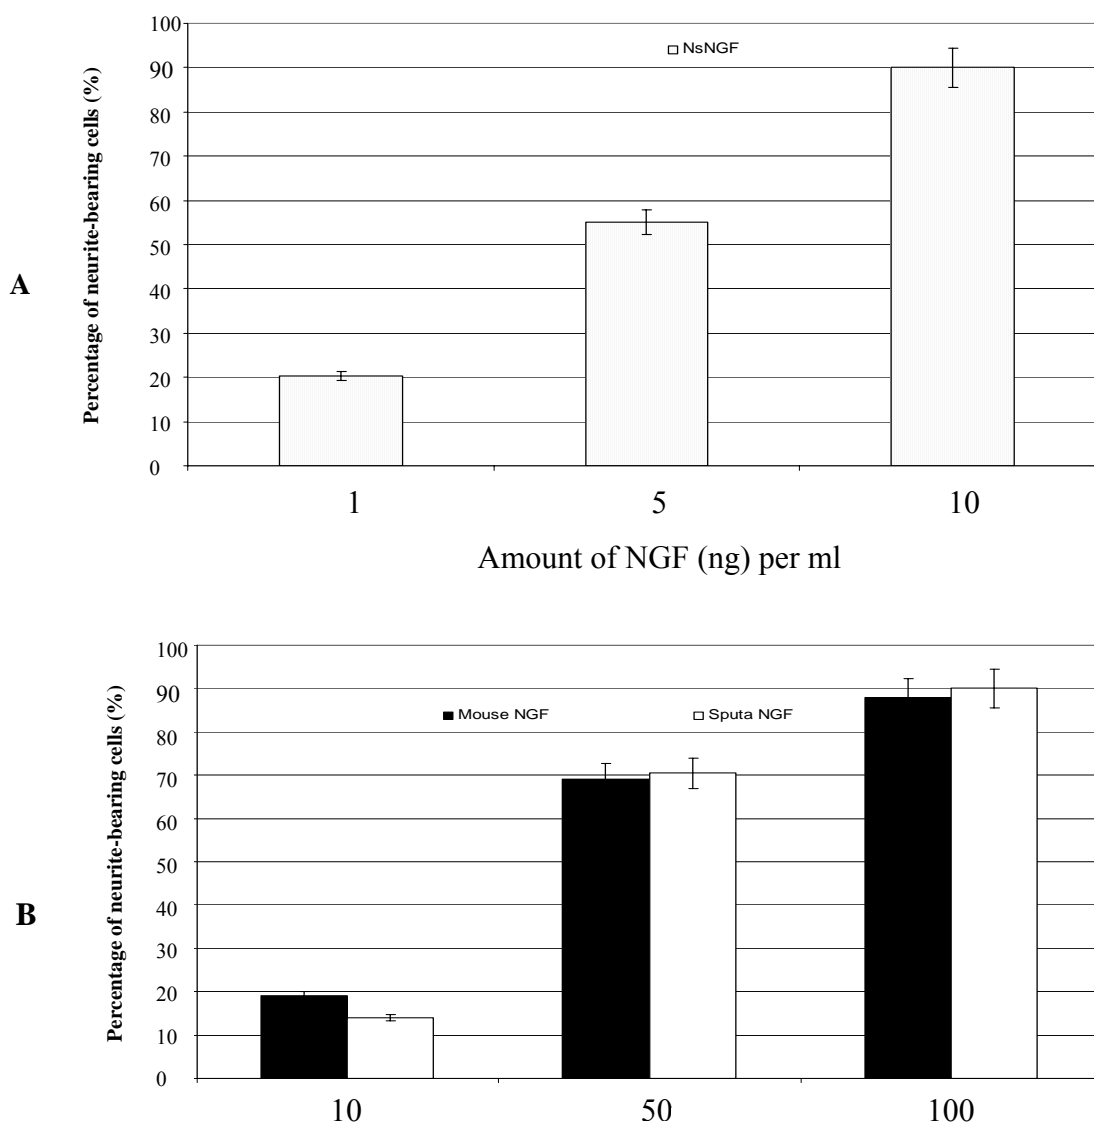 A
Percentage of neurite-bearing cells (%)
100
90
80
70
60
50
40
30
20
10
0
NsNGF
1 5 10
Amount of NGF (ng) per ml
B
Percentage of neurite-bearing cells (%)
100
90
80
70
60
50
40
30
20
10
0
Mouse NGF Sputa NGF
10 50 100